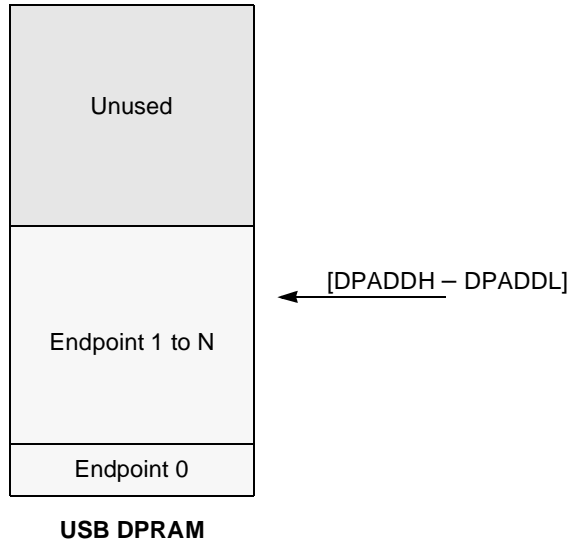 Unused
[DPADDH – DPADDL]
Endpoint 1 to N
Endpoint 0
USB DPRAM